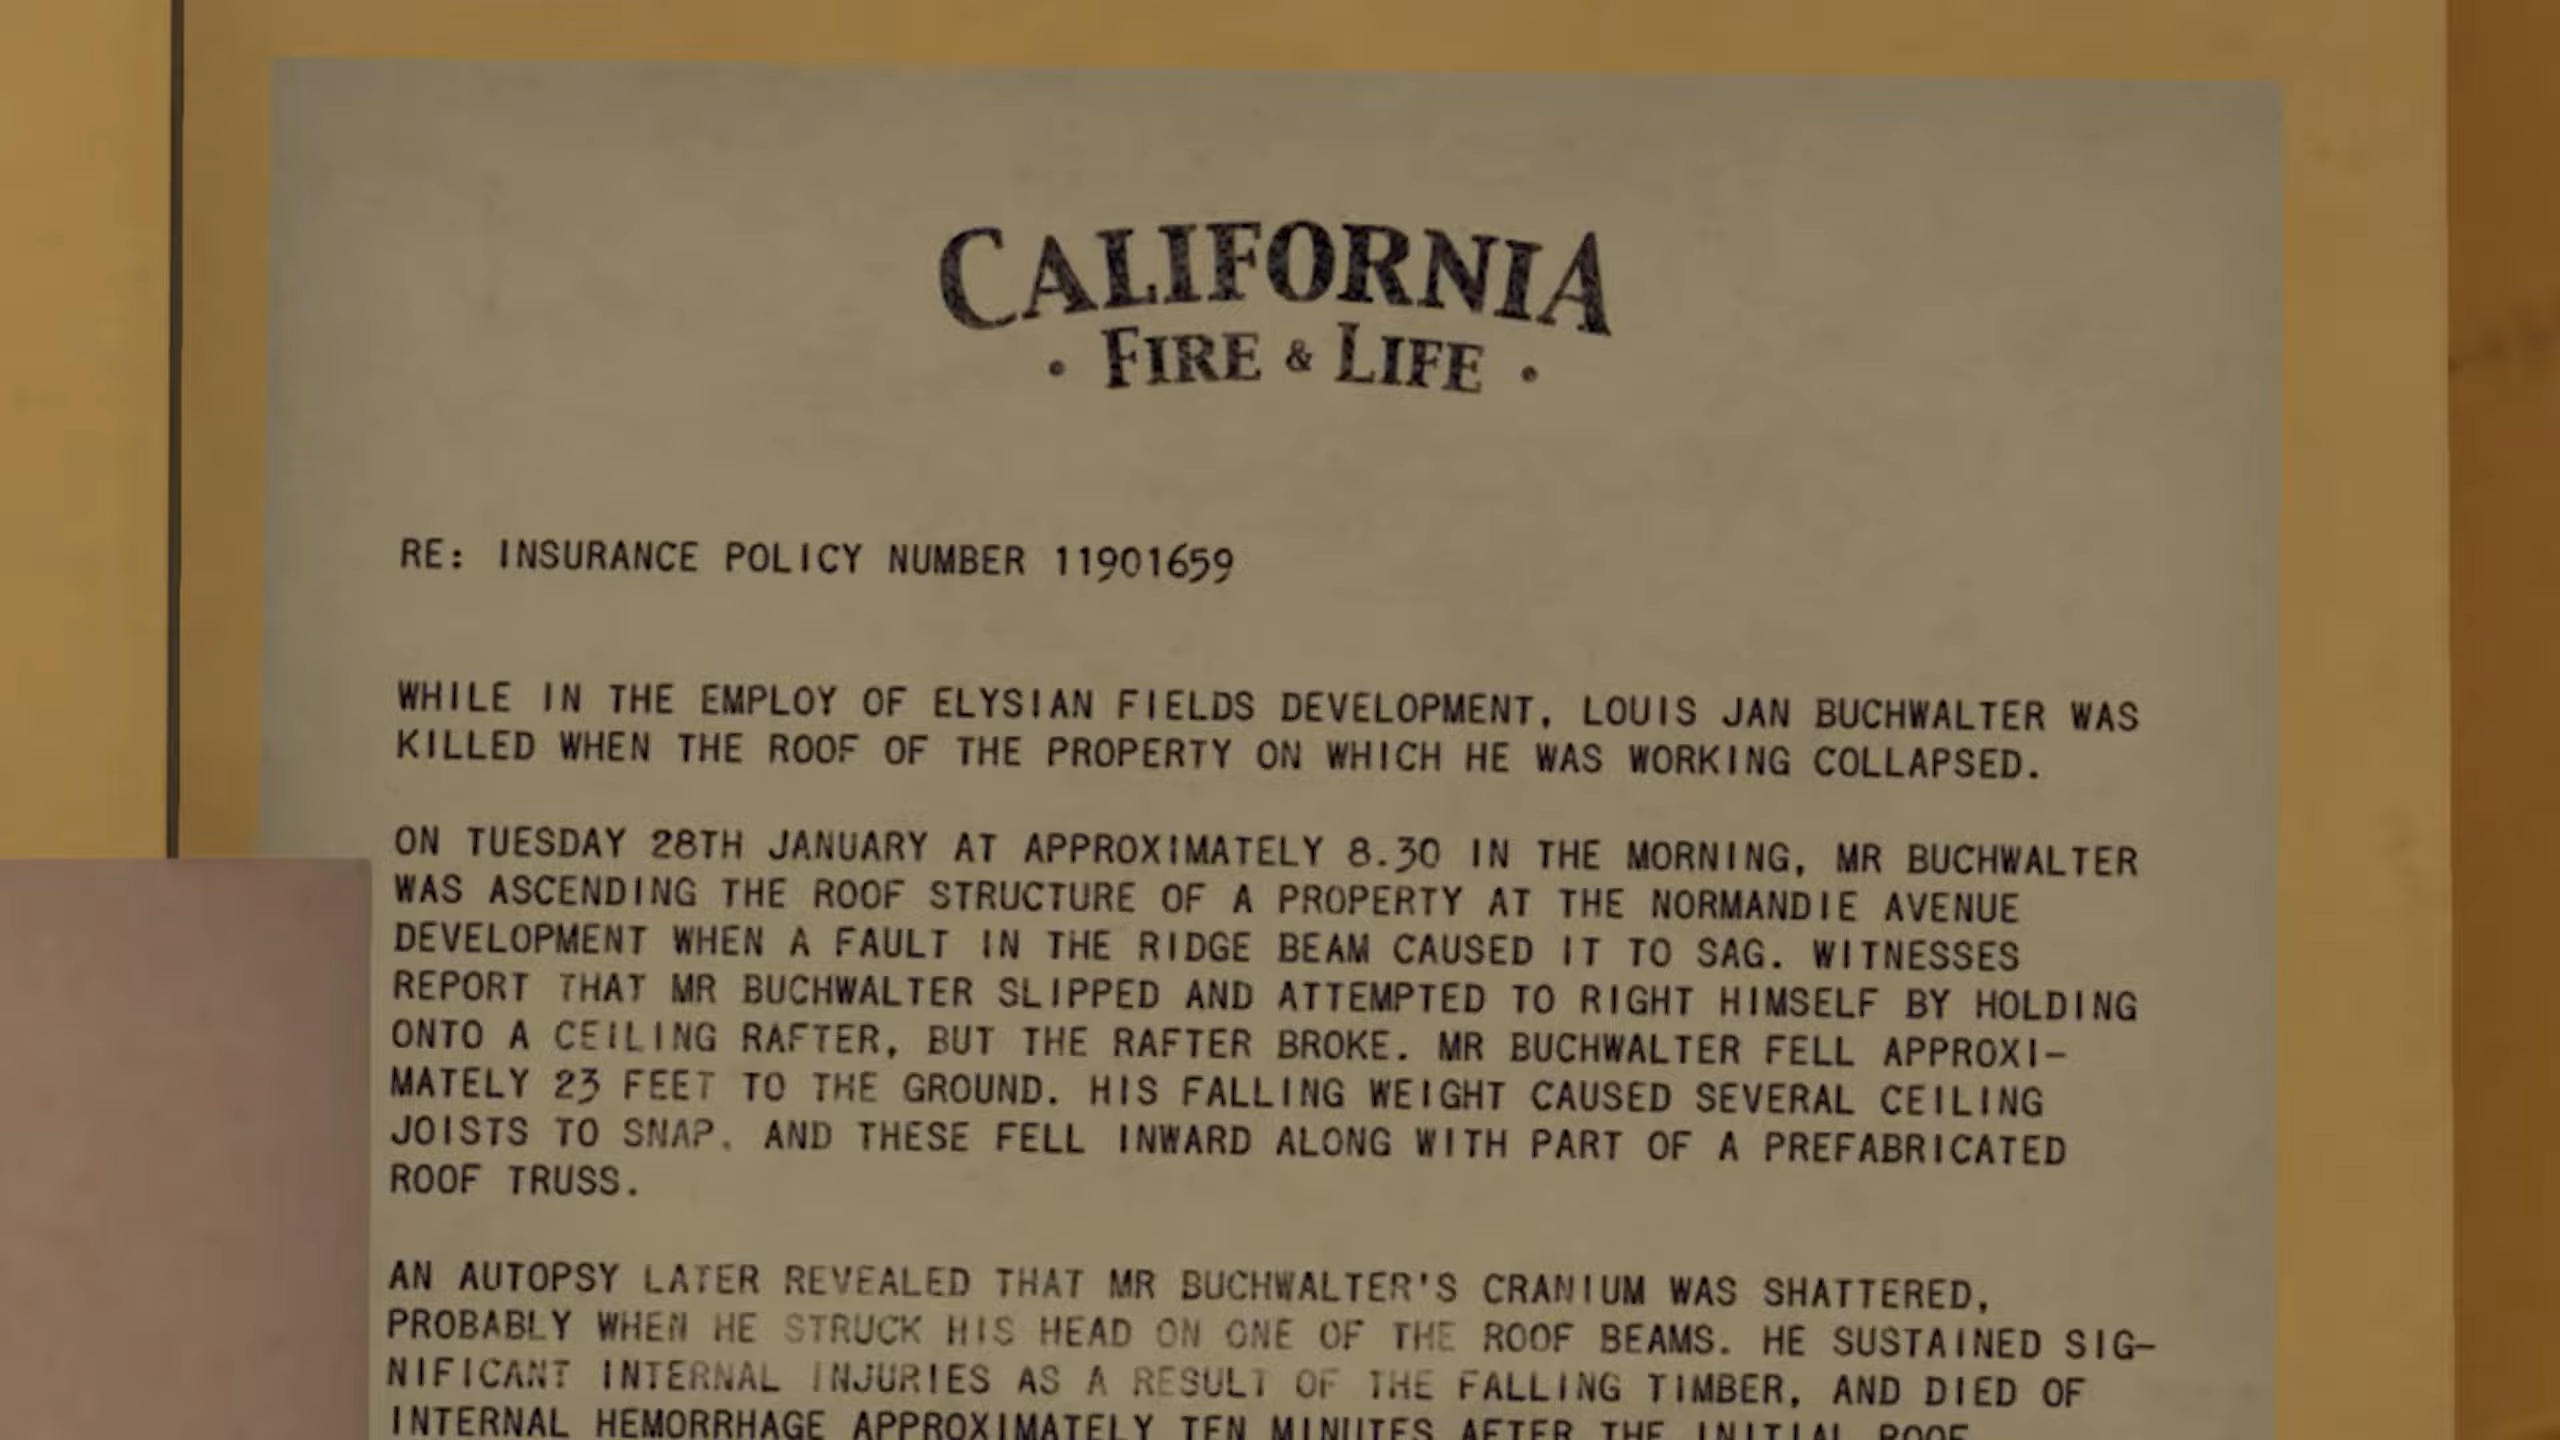 CALIFORNIA
• FIRE & LIFE •
RE: INSURANCE POLICY NUMBER 11901659
WHILE IN THE EMPLOY OF ELYSIAN FIELDS DEVELOPMENT, LOUIS JAN BUCHWALTER WAS
KILLED WHEN THE ROOF OF THE PROPERTY ON WHICH HE WAS WORKING COLLAPSED.
ON TUESDAY 28TH JANUARY AT APPROXIMATELY 8.30 IN THE MORNING, MR BUCHWALTER
WAS ASCENDING THE ROOF STRUCTURE OF A PROPERTY AT THE NORMANDIE AVENUE
DEVELOPMENT WHEN A FAULT IN THE RIDGE BEAM CAUSED IT TO SAG. WITNESSES
REPORT THAT MR BUCHWALTER SLIPPED AND ATTEMPTED TO RIGHT HIMSELF BY HOLDING
ONTO A CEILING RAFTER, BUT THE RAFTER BROKE. MR BUCHWALTER FELL APPROXI-
MATELY 23 FEET TO THE GROUND. HIS FALLING WEIGHT CAUSED SEVERAL CEILING
JOISTS TO SNAP, AND THESE FELL INWARD ALONG WITH PART OF A PREFABRICATED
ROOF TRUSS.
AN AUTOPSY LATER REVEALED THAT MR BUCHWALTER'S CRANIUM WAS SHATTERED,
PROBABLY WHEN HE STRUCK HIS HEAD ON ONE OF THE ROOF BEAMS. HE SUSTAINED SIG-
NIFICANT INTERNAL INJURIES AS A RESULT OF THE FALLING TIMBER, AND DIED OF
INTERNAL HEMORRHAGE APPROXIMATELY TEN MINUTES AFTER THE INITIAL ROOF